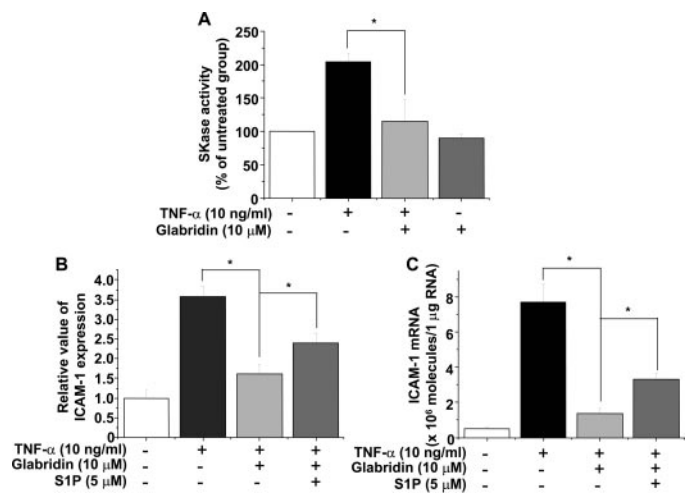 A
SKase activity
(% of untreated group)
250
200
150
100
50
0
*
TNF-α (10 ng/ml) - + + -
Glabridin (10 μM) - - + +
B
Relative value of
ICAM-1 expression
4.0
3.5
3.0
2.5
2.0
1.5
1.0
0.5
0.0
*
*
TNF-α (10 ng/ml) - + + +
Glabridin (10 μM) - - + +
S1P (5 μM) - - - +
C
ICAM-1 mRNA
(x 10⁶ molecules/1 μg RNA)
8
6
4
2
0
*
*
TNF-α (10 ng/ml) - + + +
Glabridin (10 μM) - - + +
S1P (5 μM) - - - +